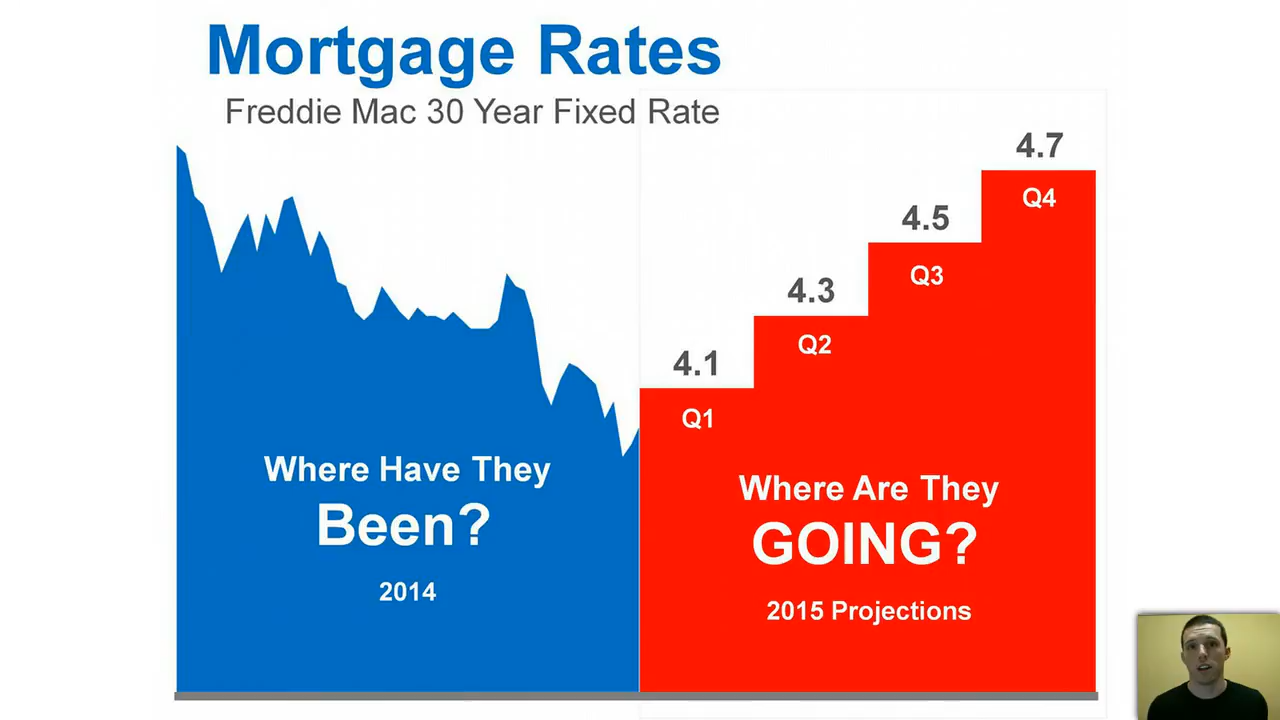 Mortgage Rates
Freddie Mac 30 Year Fixed Rate
4.7
Q4
4.5
Q3
4.3
Q2
4.1
Q1
Where Have They
Been?
2014
Where Are They
GOING?
2015 Projections